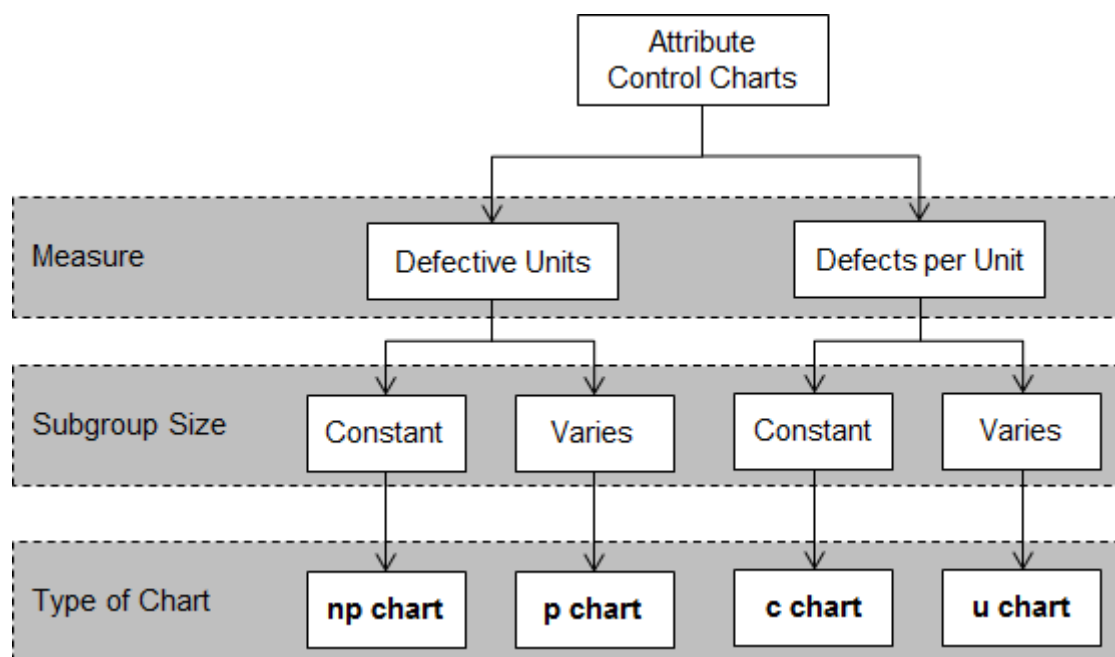 Attribute
Control Charts
Measure
Defective Units
Defects per Unit
Subgroup Size
Constant
Varies
Constant
Varies
Type of Chart
np chart
p chart
c chart
u chart